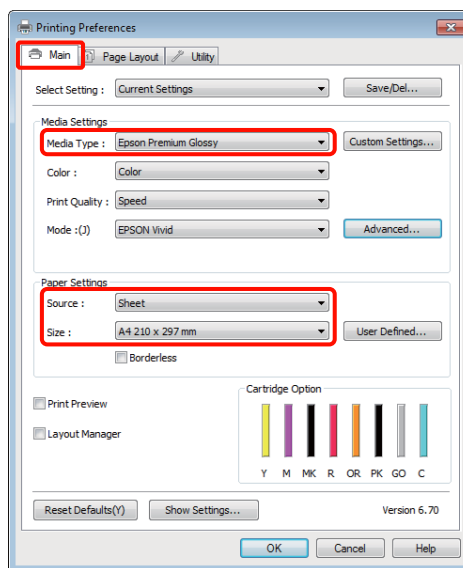 Printing Preferences
Main Page Layout Utility
Select Setting : Current Settings Save/Del...
Media Settings
Media Type : Epson Premium Glossy Custom Settings...
Color : Color
Print Quality : Speed
Mode :(J) EPSON Vivid Advanced...
Paper Settings
Source : Sheet
Size : A4 210 x 297 mm User Defined...
Borderless
Cartridge Option
Print Preview
Layout Manager
Y M MK R OR PK GO C
Reset Defaults(Y) Show Settings... Version 6.70
OK Cancel Help